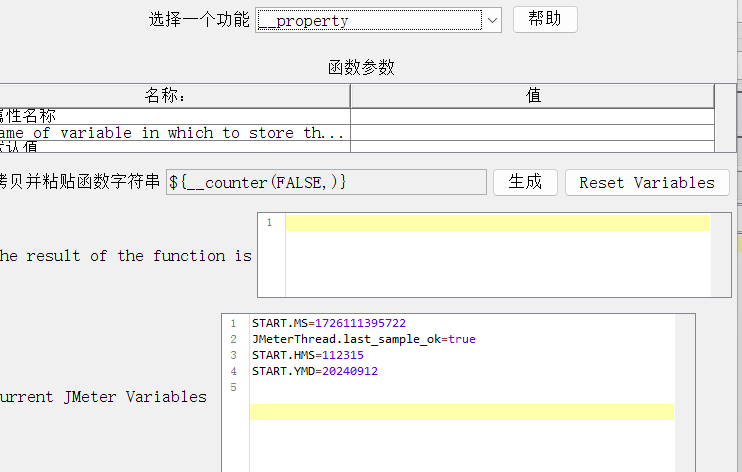 选择一个功能 __property 帮助
函数参数
名称: 值
属性名称
ame of variable in which to store th...
默认值
拷贝并粘贴函数字符串 ${__counter(FALSE,)} 生成 Reset Variables
1
he result of the function is
1 START.MS=1726111395722
2 JMeterThread.last_sample_ok=true
3 START.HMS=112315
4 START.YMD=20240912
5
urrent JMeter Variables